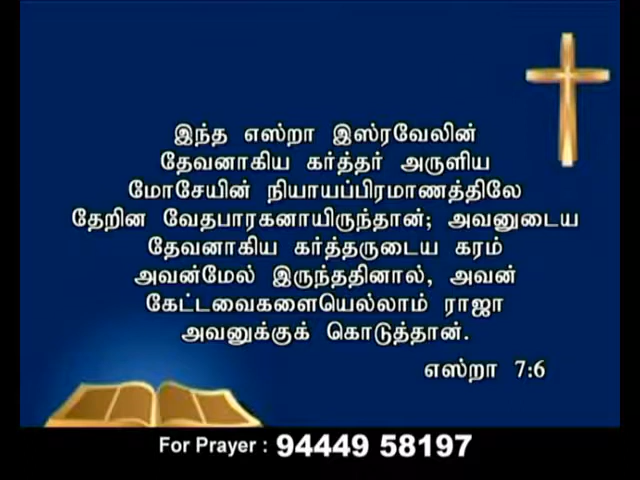 இந்த எஸ்றா இஸ்ரவேலின்
தேவனாகிய கர்த்தர் அருளிய
மோசேயின் நியாயப்பிரமாணத்திலே
தேறின வேதபாரகனாயிருந்தான்; அவனுடைய
தேவனாகிய கர்த்தருடைய கரம்
அவன்மேல் இருந்ததினால், அவன்
கேட்டவைகளையெல்லாம் ராஜா
அவனுக்குக் கொடுத்தான்.
எஸ்றா 7:6
For Prayer : 94449 58197